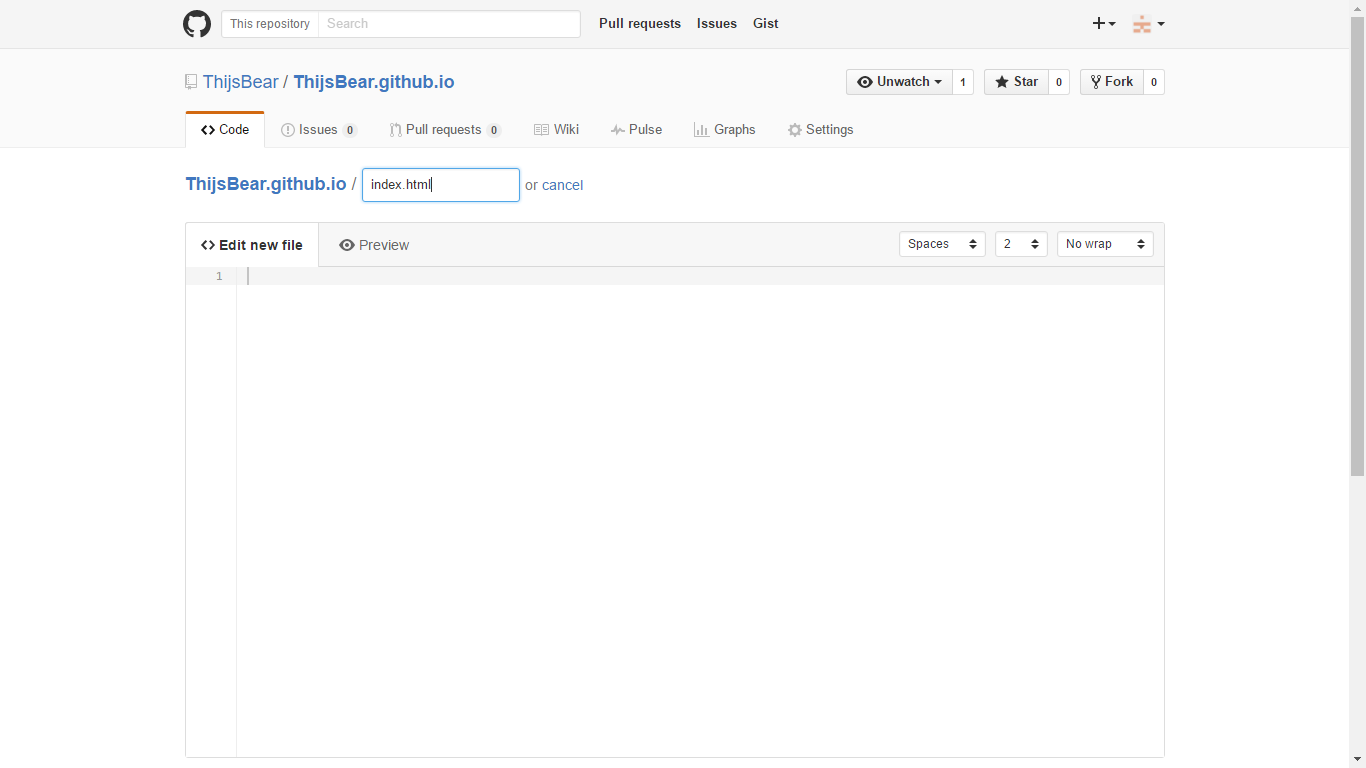 This repository Search Pull requests Issues Gist
ThijsBear / ThijsBear.github.io Unwatch 1 Star 0 Fork 0
Code Issues 0 Pull requests 0 Wiki Pulse Graphs Settings
ThijsBear.github.io / index.html or cancel
Edit new file Preview Spaces 2 No wrap
1